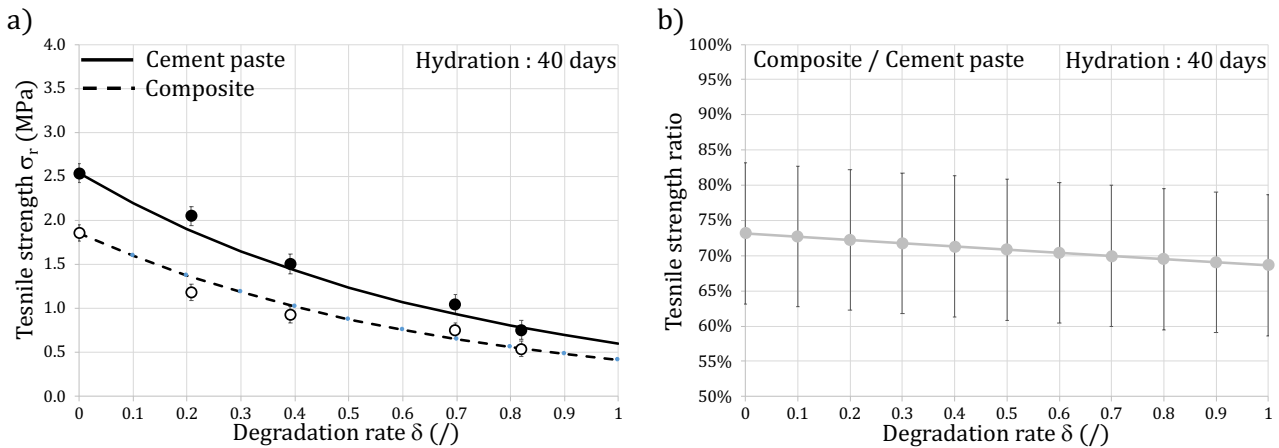 a)
4.0
3.5
3.0
2.5
2.0
1.5
1.0
0.5
0.0
Tesnile strength σr (MPa)
Cement paste
Composite
Hydration : 40 days
0 0.1 0.2 0.3 0.4 0.5 0.6 0.7 0.8 0.9 1
Degradation rate δ (/)
b)
100%
95%
90%
85%
80%
75%
70%
65%
60%
55%
50%
Tesnile strength ratio
Composite / Cement paste Hydration : 40 days
0 0.1 0.2 0.3 0.4 0.5 0.6 0.7 0.8 0.9 1
Degradation rate δ (/)